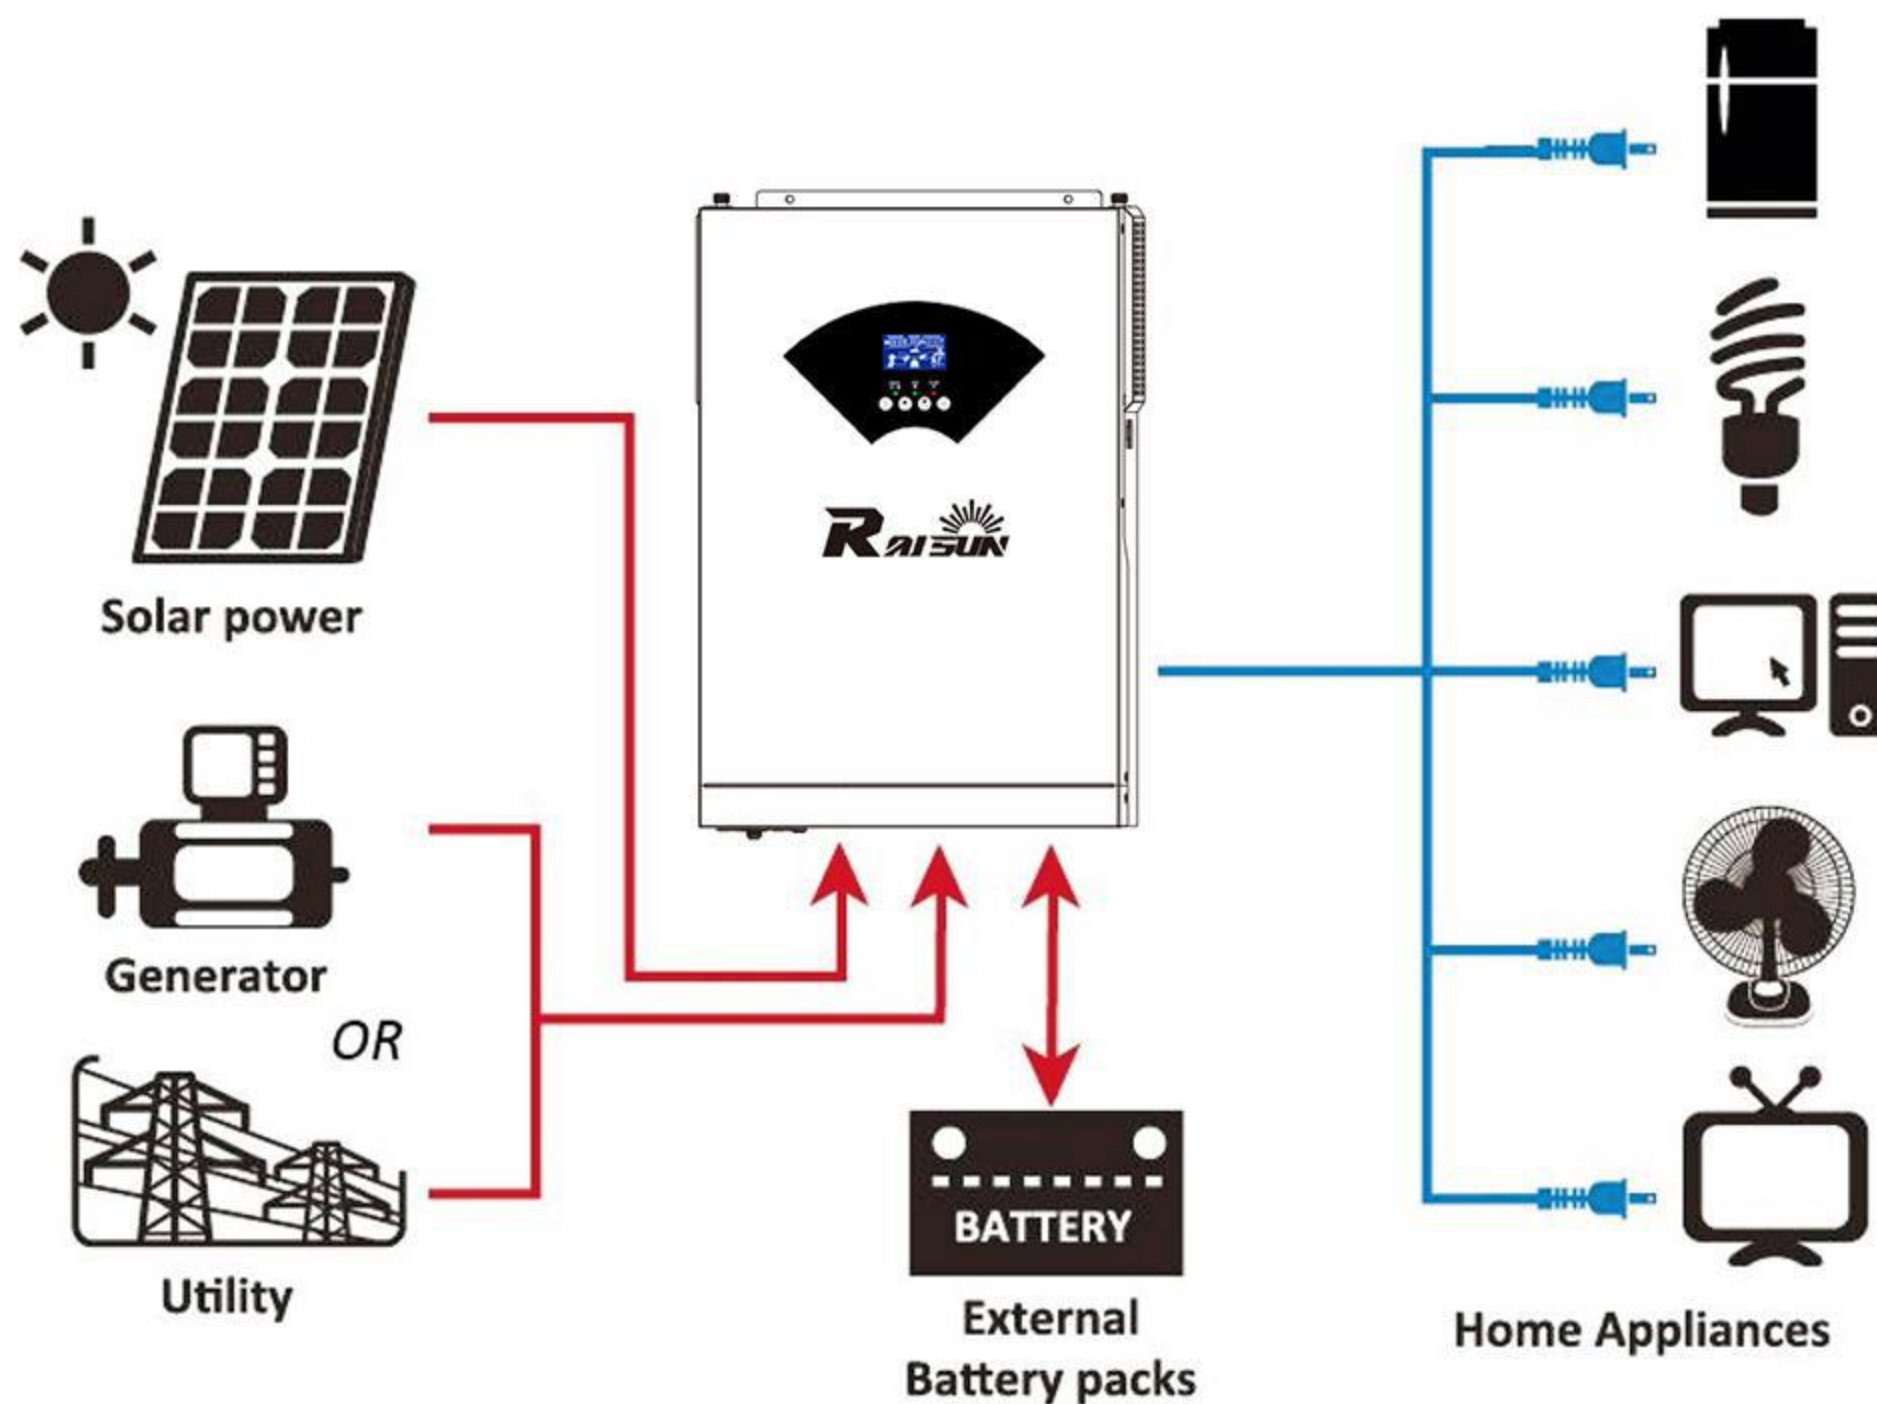 RAISUN
Solar power
Generator
OR
Utility
BATTERY
External
Battery packs
Home Appliances